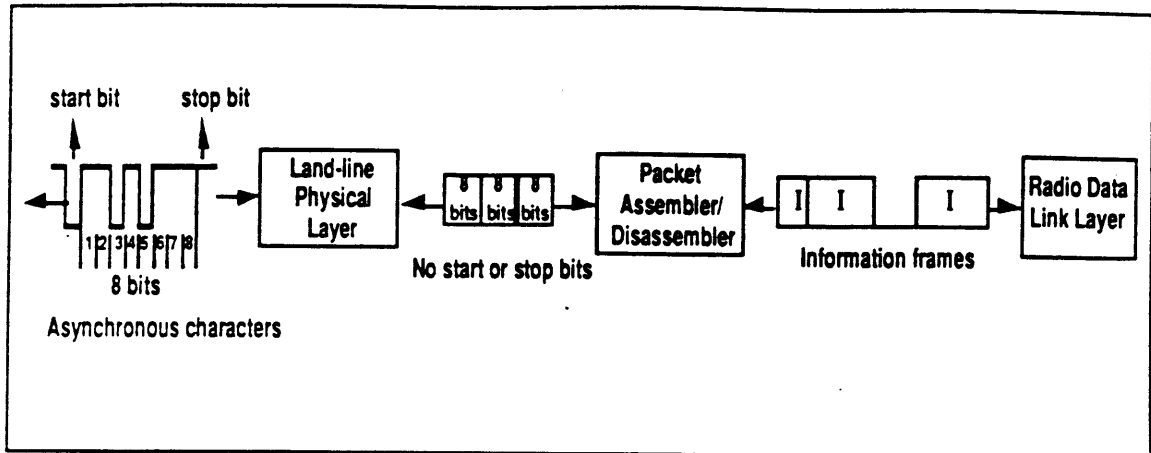 start bit
stop bit
1 2 3 4 5 6 7 8
8 bits
Asynchronous characters
Land-line
Physical
Layer
8 8 8
bits bits bits
No start or stop bits
Packet
Assembler/
Disassembler
I I I
Information frames
Radio Data
Link Layer